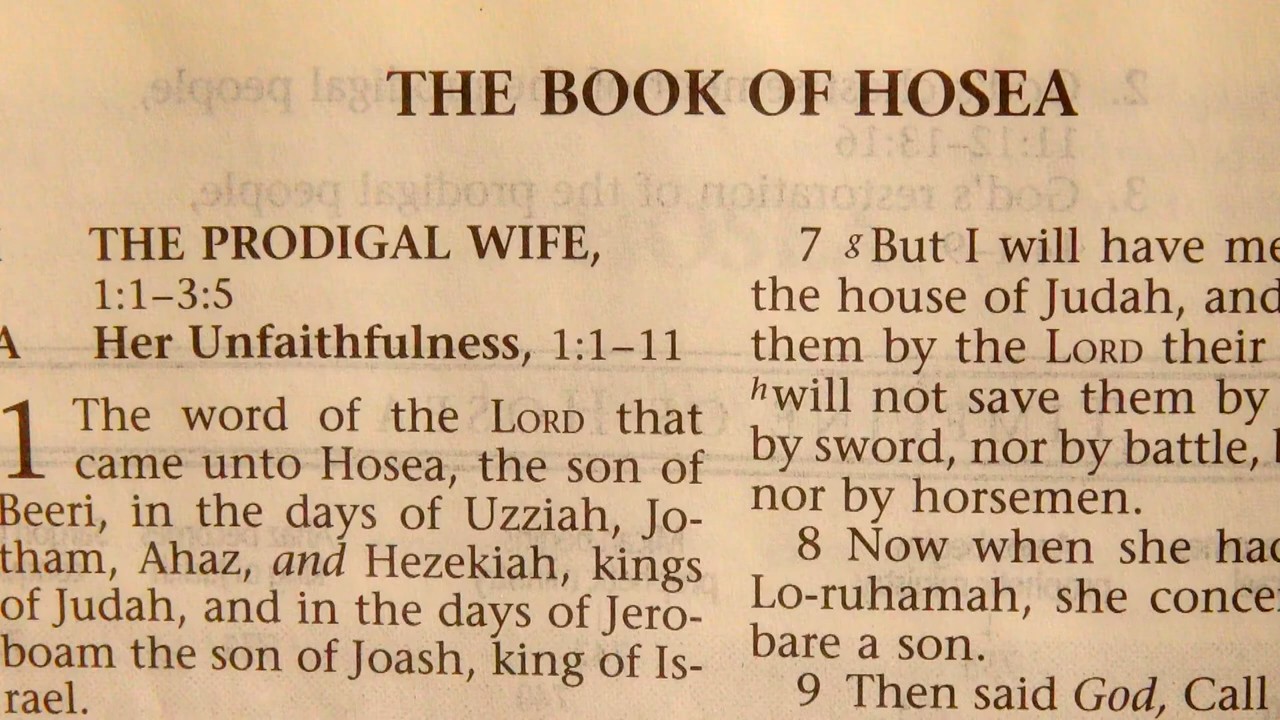 THE BOOK OF HOSEA
THE PRODIGAL WIFE,
1:1–3:5
A Her Unfaithfulness, 1:1–11
1 The word of the LORD that
came unto Hosea, the son of
Beeri, in the days of Uzziah, Jo-
tham, Ahaz, and Hezekiah, kings
of Judah, and in the days of Jero-
boam the son of Joash, king of Is-
rael.
7 g But I will have
the house of Judah, and
them by the LORD their
h will not save them by
by sword, nor by battle,
nor by horsemen.
8 Now when she had
Lo-ruhamah, she
bare a son.
9 Then said God, Call